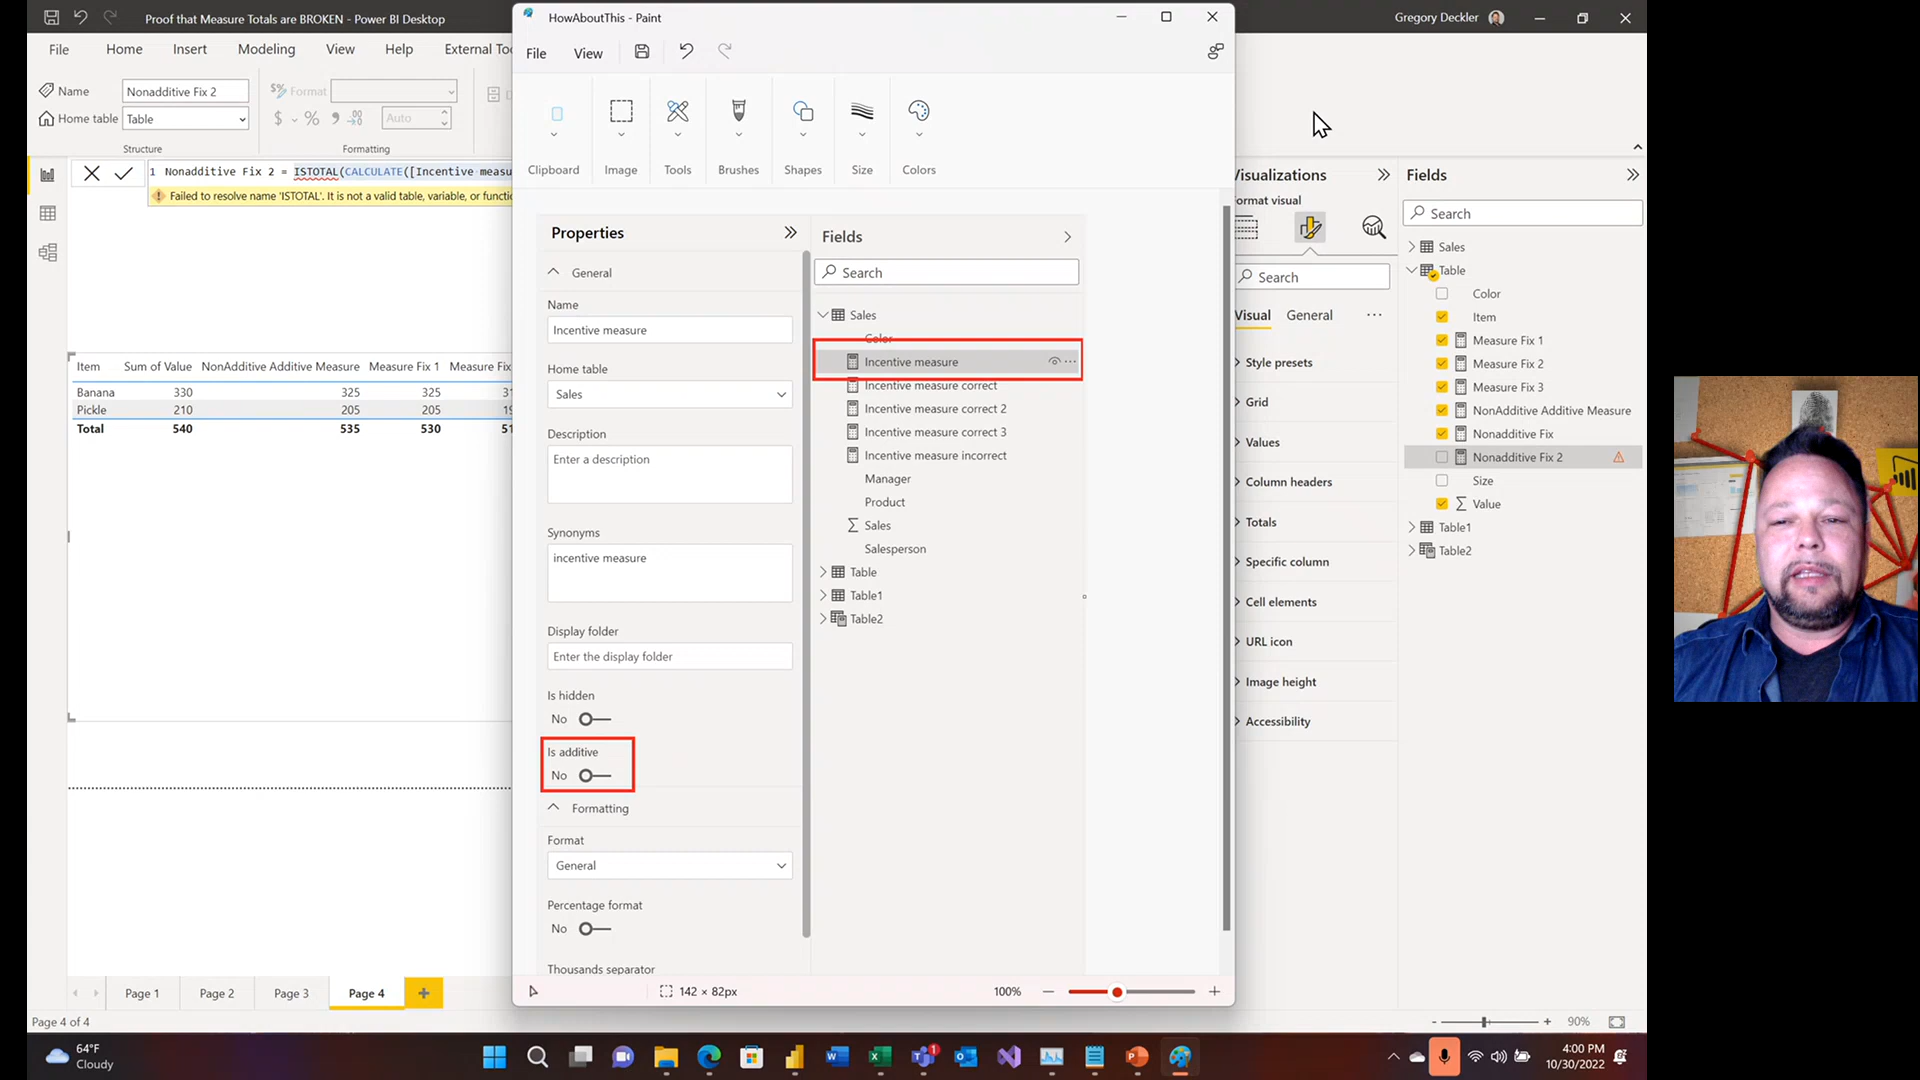 Proof that Measure Totals are BROKEN - Power BI Desktop
Gregory Deckler
File Home Insert Modeling View Help External
Name Nonadditive Fix 2
Format
Home table Table
$ % Auto
Structure
Formatting
1 Nonadditive Fix 2 = ISTOTAL(CALCULATE([Incentive measu
Failed to resolve name 'ISTOTAL'. It is not a valid table, variable, or functi
Item Sum of Value NonAdditive Additive Measure Measure Fix 1 Measure Fix
Banana 330 325 325
Pickle 210 205 205
Total 540 535 530
Page 1 Page 2 Page 3 Page 4
Page 4 of 4
HowAboutThis - Paint
File View
Clipboard Image Tools Brushes Shapes Size Colors
Properties
General
Name
Incentive measure
Home table
Sales
Description
Enter a description
Synonyms
incentive measure
Display folder
Enter the display folder
Is hidden
No
Is additive
No
Formatting
Format
General
Percentage format
No
Thousands separator
Fields
Search
Sales
Color
Incentive measure
Incentive measure correct
Incentive measure correct 2
Incentive measure correct 3
Incentive measure incorrect
Manager
Product
Sales
Salesperson
Table
Table1
Table2
142 × 82px
100%
Visualizations
Format visual
Search
Visual General
Style presets
Grid
Values
Column headers
Totals
Specific column
Cell elements
URL icon
Image height
Accessibility
Fields
Search
Sales
Table
Color
Item
Measure Fix 1
Measure Fix 2
Measure Fix 3
NonAdditive Additive Measure
Nonadditive Fix
Nonadditive Fix 2
Size
Value
Table1
Table2
90%
64°F
Cloudy
4:00 PM
10/30/2022